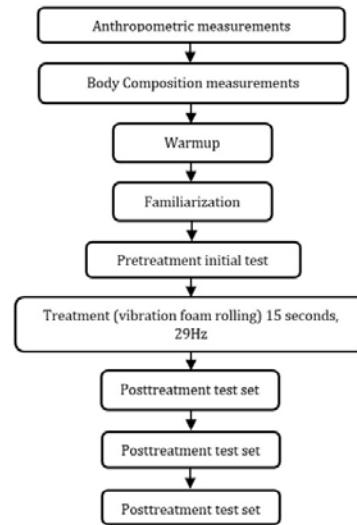 Anthropometric measurements
Body Composition measurements
Warmup
Familiarization
Pretreatment initial test
Treatment (vibration foam rolling) 15 seconds,
29Hz
Posttreatment test set
Posttreatment test set
Posttreatment test set